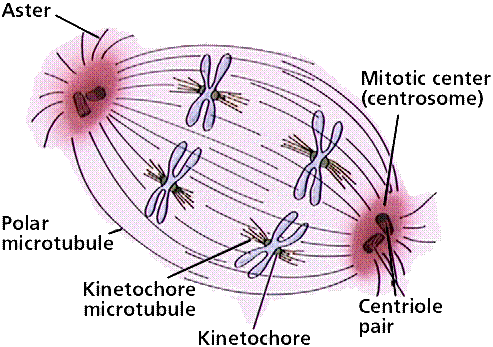 Aster
Mitotic center
(centrosome)
Polar
microtubule
Kinetochore
microtubule
Kinetochore
Centriole
pair